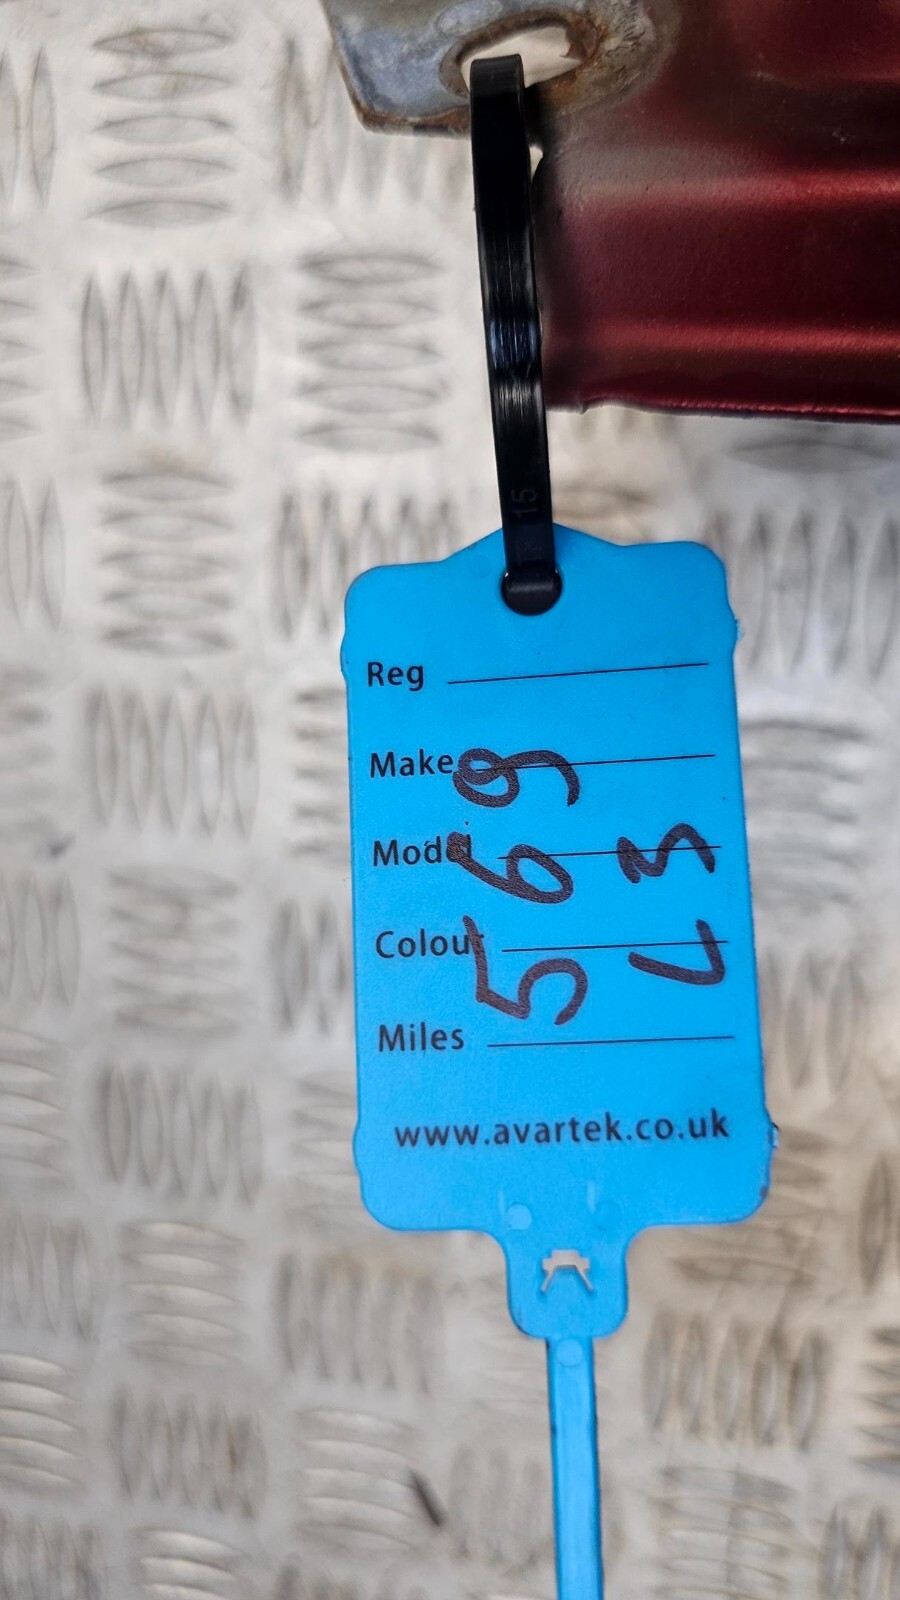 15
Reg
Make
Model
Colour
Miles
569
L3
www.avartek.co.uk